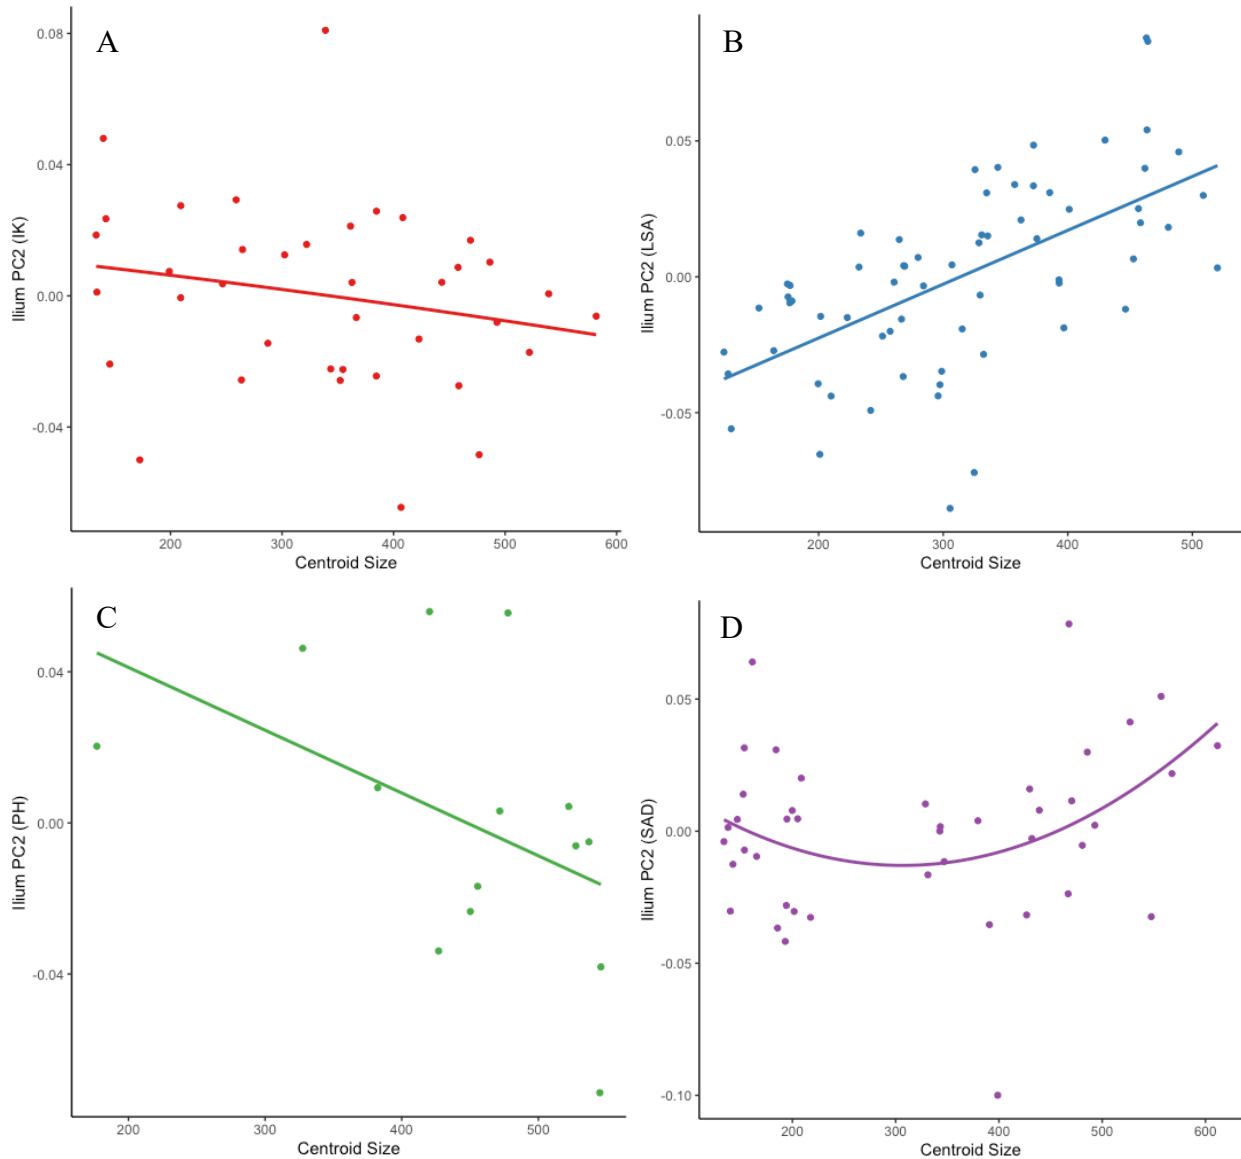 A
Ilium PC2 (IK)
0.08
0.04
0.00
-0.04
200 300 400 500 600
Centroid Size
B
Ilium PC2 (LSA)
0.05
0.00
-0.05
200 300 400 500
Centroid Size
C
Ilium PC2 (PH)
0.04
0.00
-0.04
200 300 400 500
Centroid Size
D
Ilium PC2 (SAD)
0.05
0.00
-0.05
-0.10
200 300 400 500 600
Centroid Size